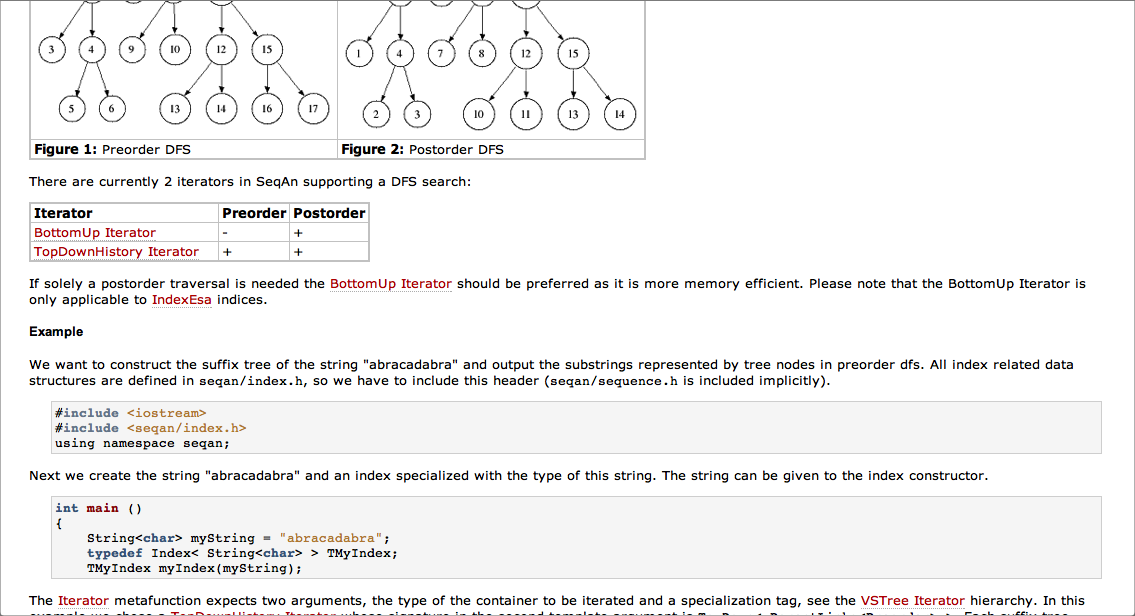 3 4 9 10 12 15
5 6 13 14 16 17
1 4 7 8 12 15
2 3 10 11 13 14
Figure 1: Preorder DFS
Figure 2: Postorder DFS
There are currently 2 iterators in SeqAn supporting a DFS search:
Iterator Preorder Postorder
BottomUp Iterator - +
TopDownHistory Iterator + +
If solely a postorder traversal is needed the BottomUp Iterator should be preferred as it is more memory efficient. Please note that the BottomUp Iterator is
only applicable to IndexEsa indices.
Example
We want to construct the suffix tree of the string "abracadabra" and output the substrings represented by tree nodes in preorder dfs. All index related data
structures are defined in seqan/index.h, so we have to include this header (seqan/sequence.h is included implicitly).
#include <iostream>
#include <seqan/index.h>
using namespace seqan;
Next we create the string "abracadabra" and an index specialized with the type of this string. The string can be given to the index constructor.
int main ()
{
String<char> myString = "abracadabra";
typedef Index< String<char> > TMyIndex;
TMyIndex myIndex(myString);
The Iterator metafunction expects two arguments, the type of the container to be iterated and a specialization tag, see the VSTree Iterator hierarchy. In this